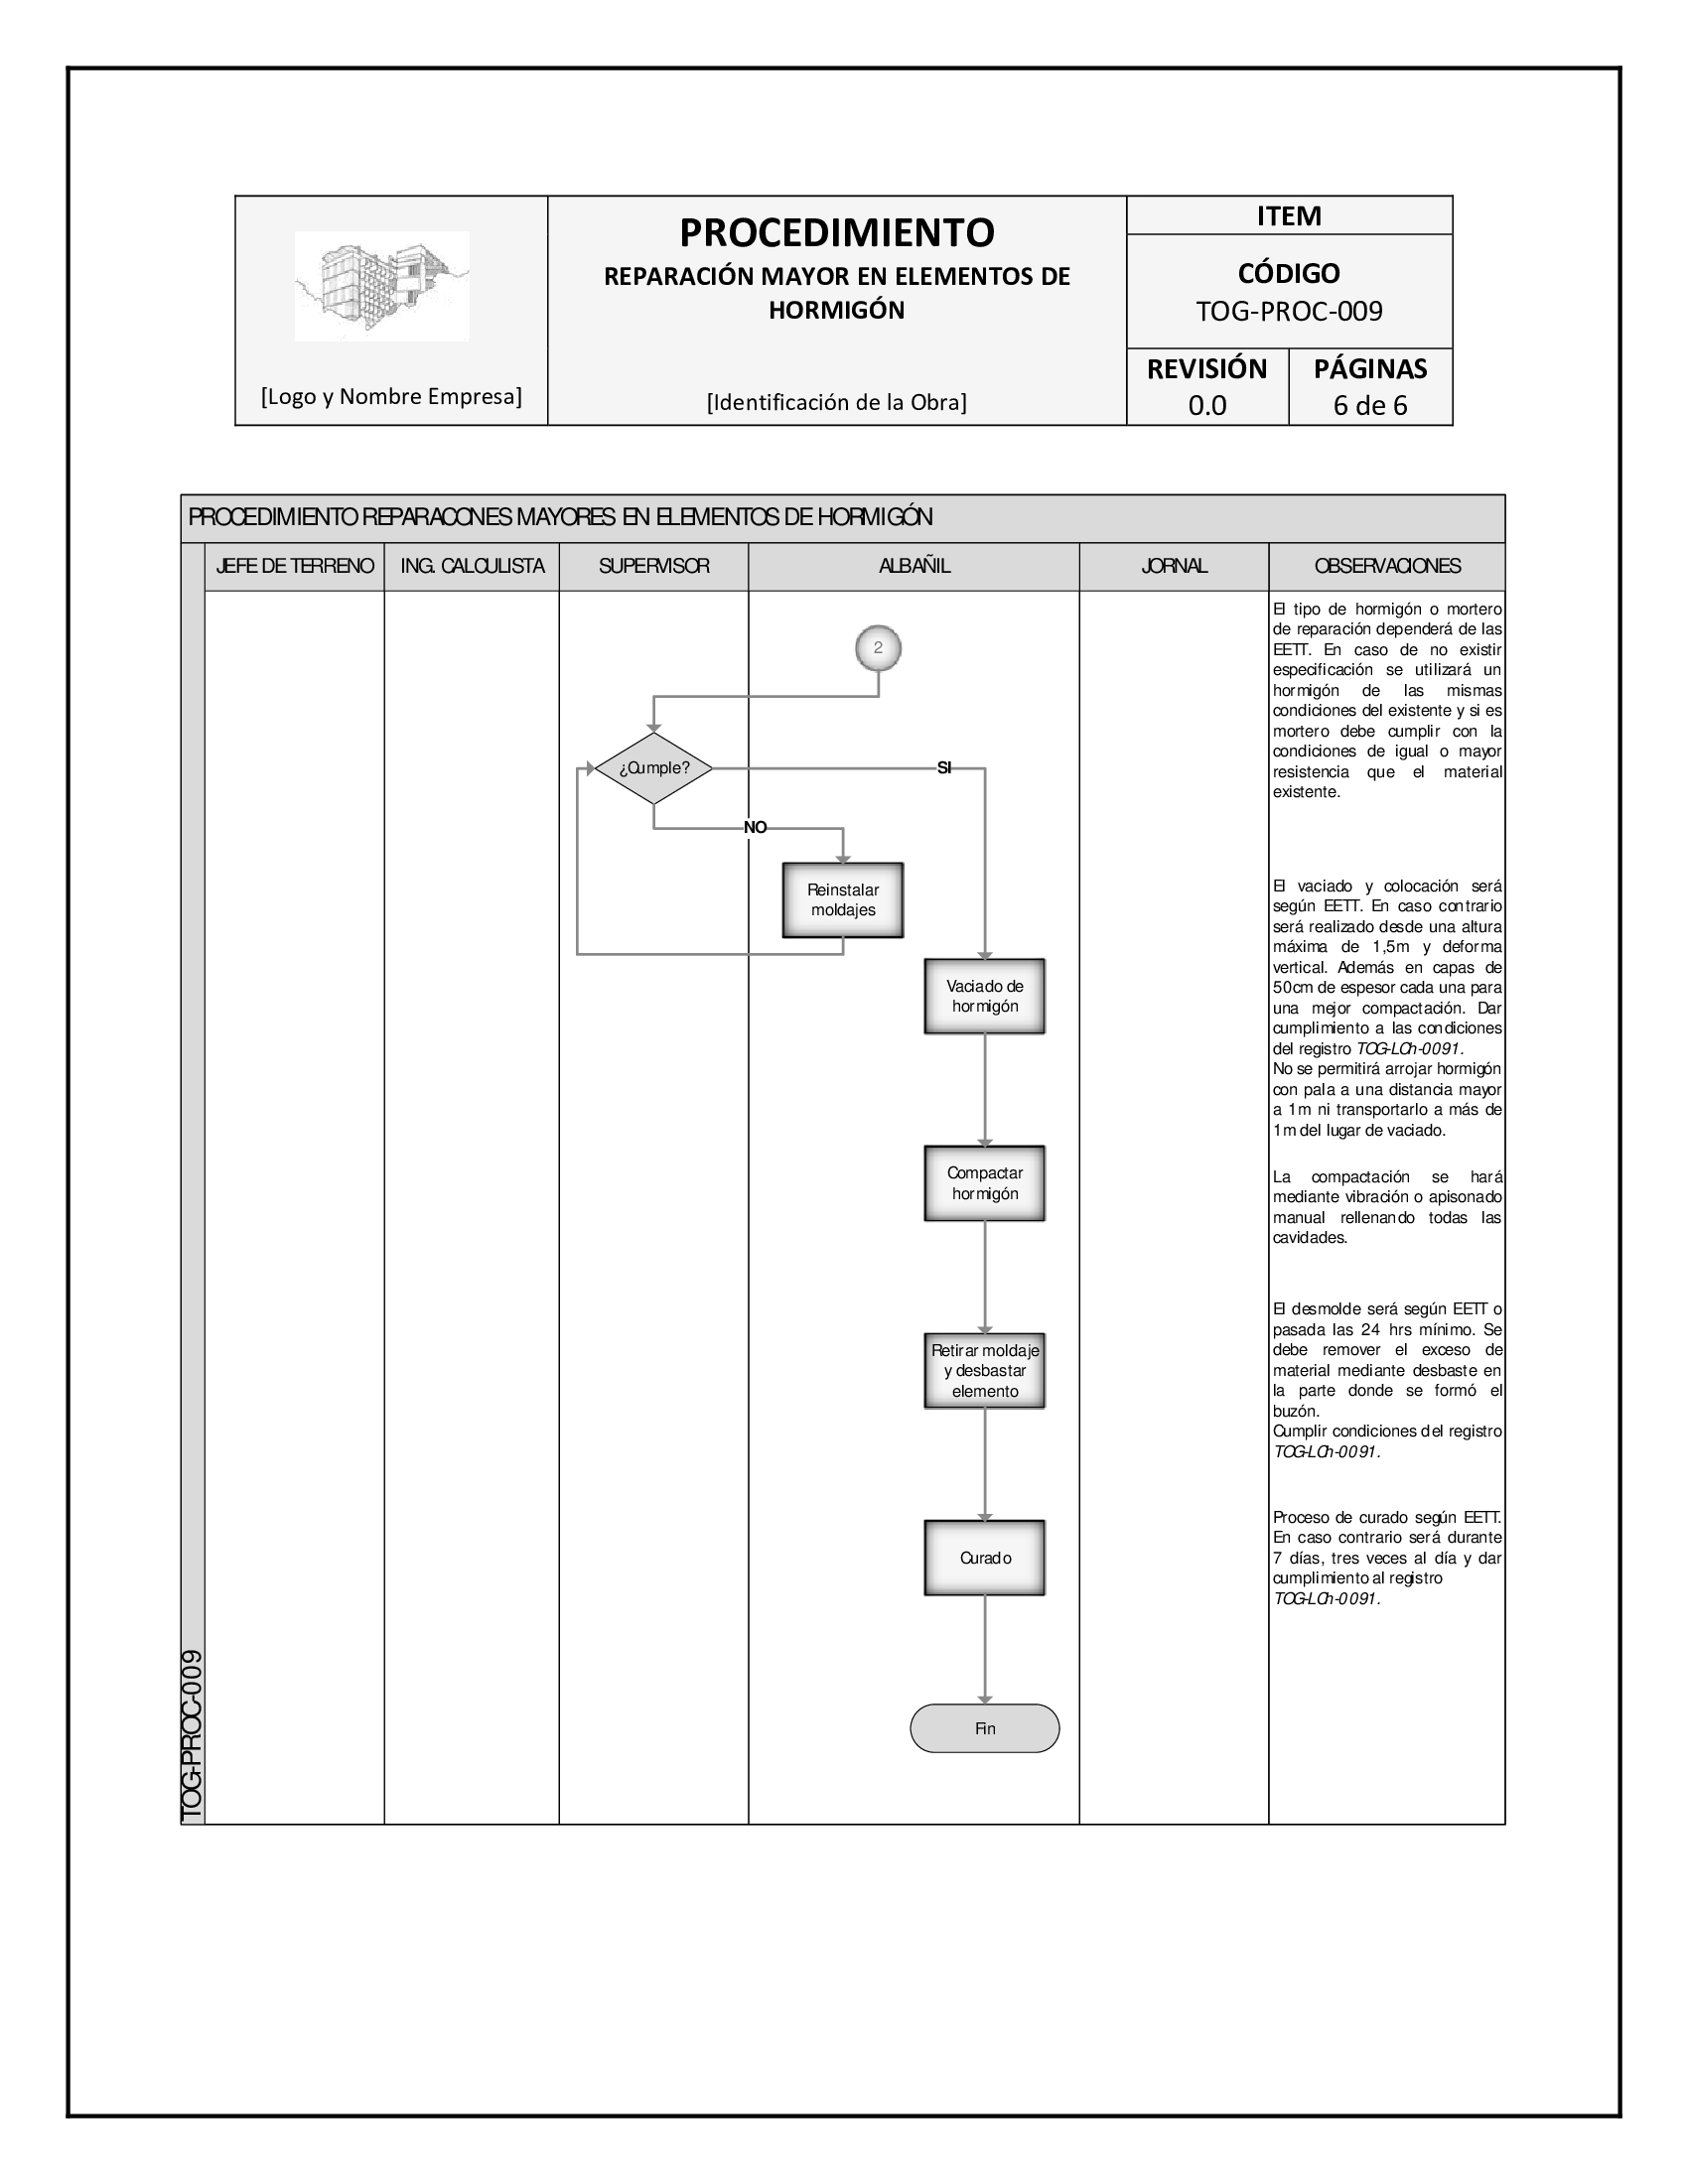 [Logo y Nombre Empresa]
PROCEDIMIENTO
REPARACIÓN MAYOR EN ELEMENTOS DE
HORMIGÓN
[Identificación de la Obra]
ITEM
CÓDIGO
TOG-PROC-009
REVISIÓN
0.0
PÁGINAS
6 de 6
PROCEDIMIENTO REPARACONES MAYORES EN ELEMENTOS DE HORMIGÓN
JEFE DE TERRENO
ING. CALCULISTA
SUPERVISOR
ALBAÑIL
JORNAL
OBSERVACIONES
2
¿Cumple?
SI
NO
Reinstalar
moldajes
Vaciado de
hormigón
Compactar
hormigón
Retirar moldaje
y desbastar
elemento
Curado
Fin
El tipo de hormigón o mortero
de reparación dependerá de las
EETT. En caso de no existir
especificación se utilizará un
hormigón de las mismas
condiciones del existente y si es
mortero debe cumplir con la
condiciones de igual o mayor
resistencia que el material
existente.
El vaciado y colocación será
según EETT. En caso contrario
será realizado desde una altura
máxima de 1,5m y deforma
vertical. Además en capas de
50cm de espesor cada una para
una mejor compactación. Dar
cumplimiento a las condiciones
del registro TOG-LCh-0091.
No se permitirá arrojar hormigón
con pala a una distancia mayor
a 1m ni transportarlo a más de
1m del lugar de vaciado.
La compactación se hará
mediante vibración o apisonado
manual rellenando todas las
cavidades.
El desmolde será según EETT o
pasada las 24 hrs mínimo. Se
debe remover el exceso de
material mediante desbaste en
la parte donde se formó el
buzón.
Cumplir condiciones del registro
TOG-LCh-0091.
Proceso de curado según EETT.
En caso contrario será durante
7 días, tres veces al día y dar
cumplimiento al registro
TOG-LCh-0091.
TOG-PROC-009